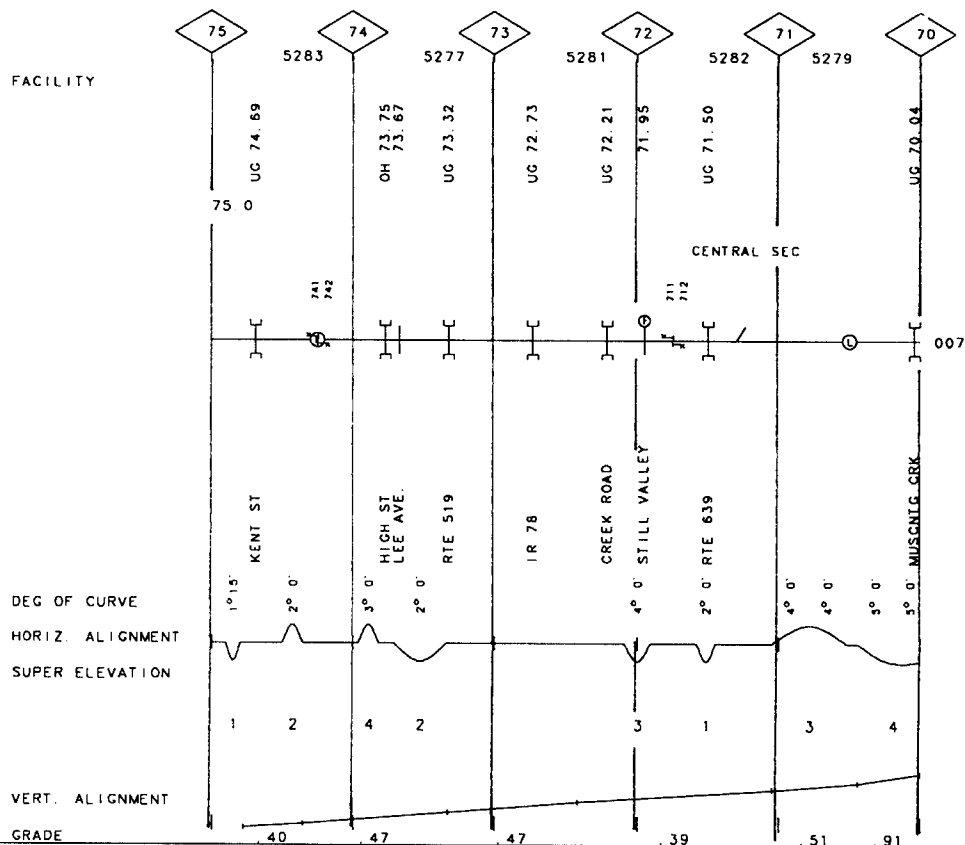 75 74 73 72 71 70
5283 5277 5281 5282 5279
FACILITY
UG 74.69
OH 73.75
73.67
UG 73.32
UG 72.73
UG 72.21
71.95
UG 71.50
UG 70.04
75.0
CENTRAL SEC
741
742
711
712
L
007
KENT ST
HIGH ST
LEE AVE.
RTE 519
IR 78
CREEK ROAD
STILL VALLEY
RTE 639
MUSCNTG CRK
DEG OF CURVE
1° 15' 2° 0' 3° 0' 2° 0' 4° 0' 2° 0' 4° 0' 4° 0' 5° 0' 5° 0'
HORIZ. ALIGNMENT
SUPER ELEVATION
1 2 4 2 3 1 3 4
VERT. ALIGNMENT
GRADE .40 .47 .47 .39 .51 .91